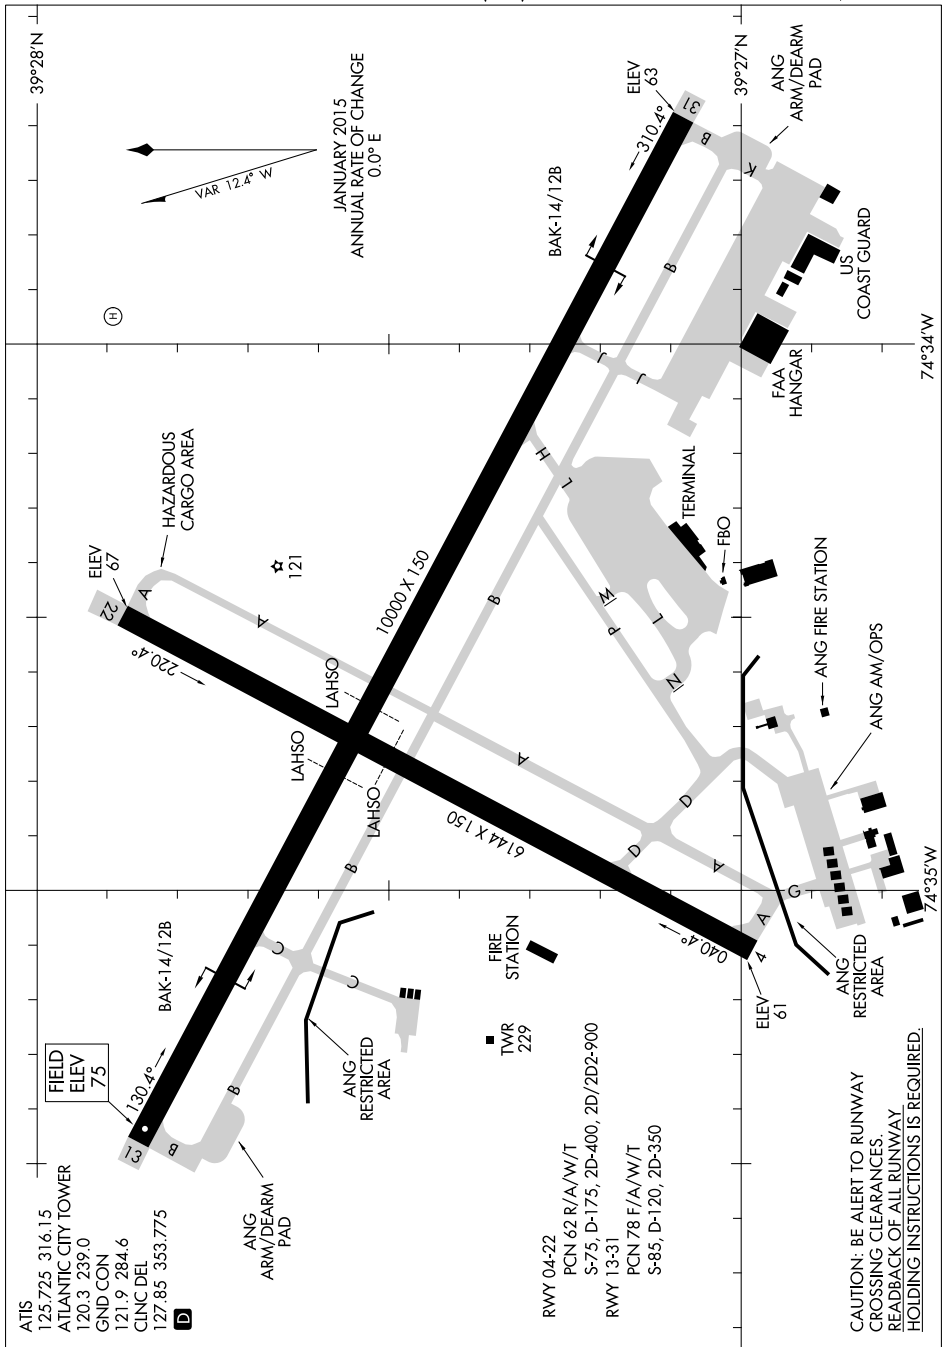 ATIS
125.725 316.15
ATLANTIC CITY TOWER
120.3 239.0
GND CON
121.9 284.6
CLNC DEL
127.85 353.775
D
FIELD
ELEV
75
13
130.4°
B
ANG
ARM/DEARM
PAD
B
BAK-14/12B
C
C
B
ANG
RESTRICTED
AREA
TWR
229
FIRE
STATION
LAHSO
LAHSO
LAHSO
22
ELEV
67
220.4°
A
HAZARDOUS
CARGO AREA
A
121
H
VAR 12.4° W
JANUARY 2015
ANNUAL RATE OF CHANGE
0.0° E
39°28'N
10000 X 150
6144 X 150
B
A
D
D
A
A
G
040.4°
4
ELEV
61
ANG
RESTRICTED
AREA
H
L
P
M
L
N
TERMINAL
FBO
ANG FIRE STATION
ANG AM/OPS
J
J
B
BAK-14/12B
310.4°
31
ELEV
63
B
K
39°27'N
ANG
ARM/DEARM
PAD
US
COAST GUARD
FAA
HANGAR
74°34'W
74°35'W
RWY 04-22
PCN 62 R/A/W/T
S-75, D-175, 2D-400, 2D/2D2-900
RWY 13-31
PCN 78 F/A/W/T
S-85, D-120, 2D-350
CAUTION: BE ALERT TO RUNWAY
CROSSING CLEARANCES.
READBACK OF ALL RUNWAY
HOLDING INSTRUCTIONS IS REQUIRED.